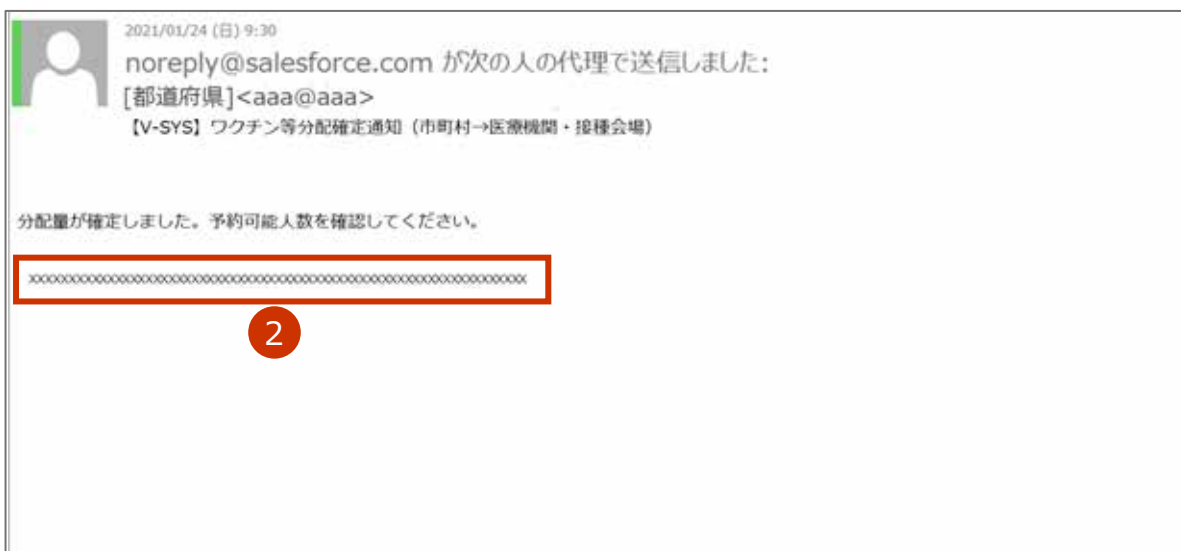 2021/01/24 (日) 9:30
noreply@salesforce.com が次の人の代理で送信しました:
[都道府県]<aaa@aaa>
【V-SYS】ワクチン等分配確定通知（市町村→医療機関・接種会場）
分配量が確定しました。予約可能人数を確認してください。
xxxxxxxxxxxxxxxxxxxxxxxxxxxxxxxxxxxxxxxxxxxxxxxxxxxxxxxxxxxxxxxxxxxxxxxx
2